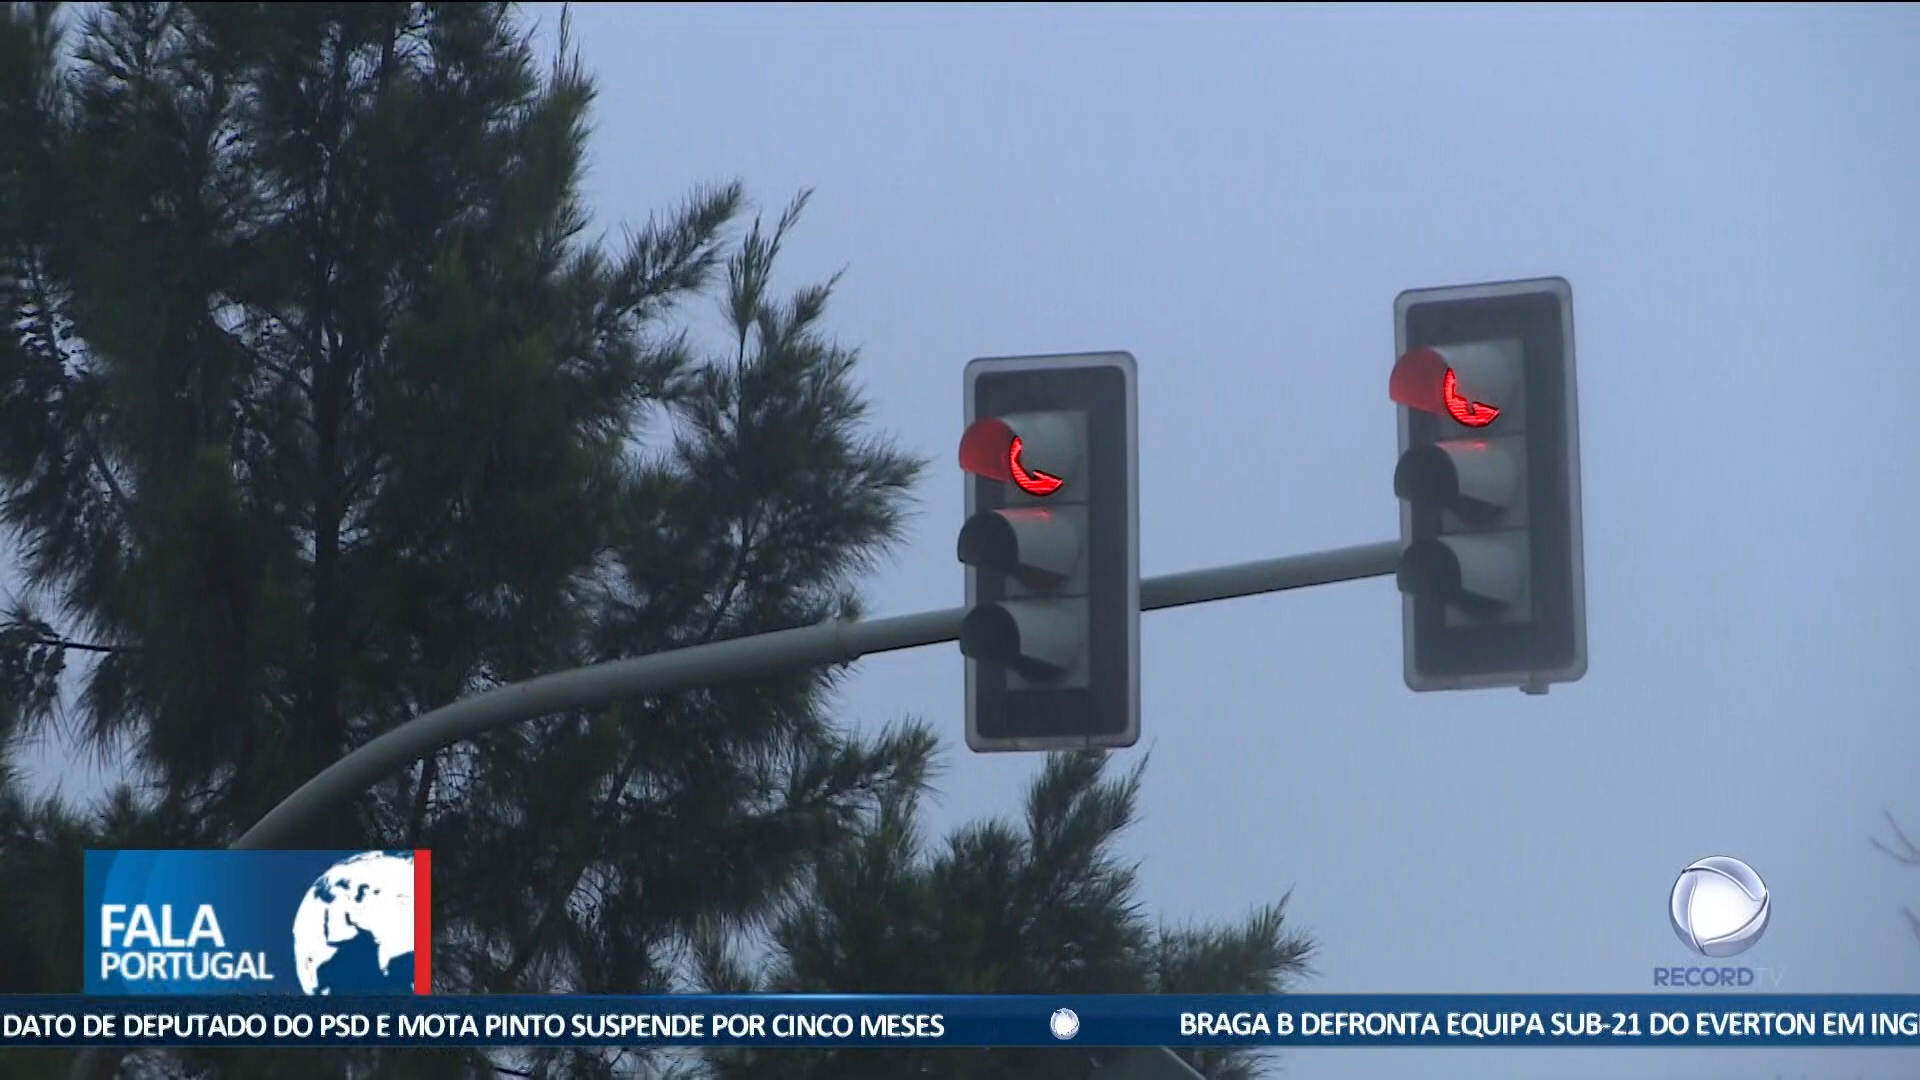 FALA
PORTUGAL
RECORD TV
DATO DE DEPUTADO DO PSD E MOTA PINTO SUSPENDE POR CINCO MESES
BRAGA B DEFRONTA EQUIPA SUB-21 DO EVERTON EM ING